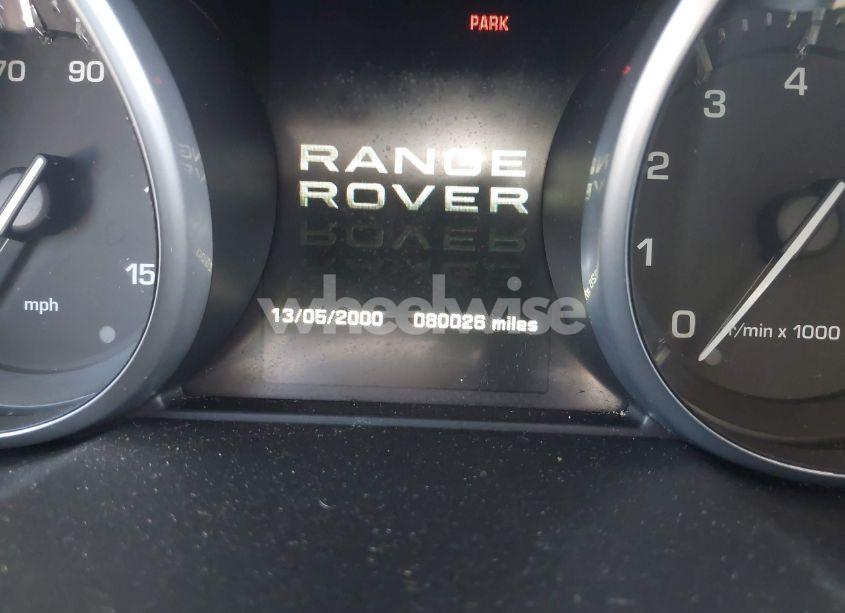 PARK
70 90
4
3
RANGE
ROVER
2
1
15
mph
wheelwise
13/05/2000 080026 miles
0
r/min x 1000